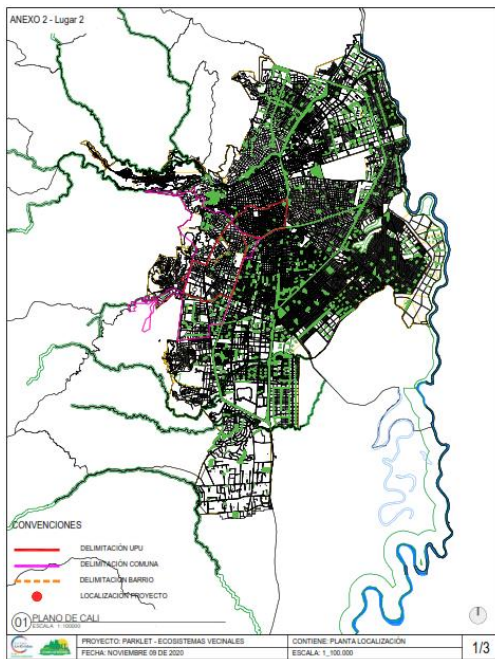 ANEXO 2 - Lugar 2
CONVENCIONES
DELIMITACIÓN UPU
DELIMITACIÓN COMUNA
DELIMITACIÓN BARRIO
LOCALIZACIÓN PROYECTO
01 PLANO DE CALI
ESCALA 1:100000
PROYECTO: PARKLET - ECOSISTEMAS VECINALES
FECHA: NOVIEMBRE 09 DE 2020
CONTIENE: PLANTA LOCALIZACIÓN
ESCALA: 1_100.000
1/3